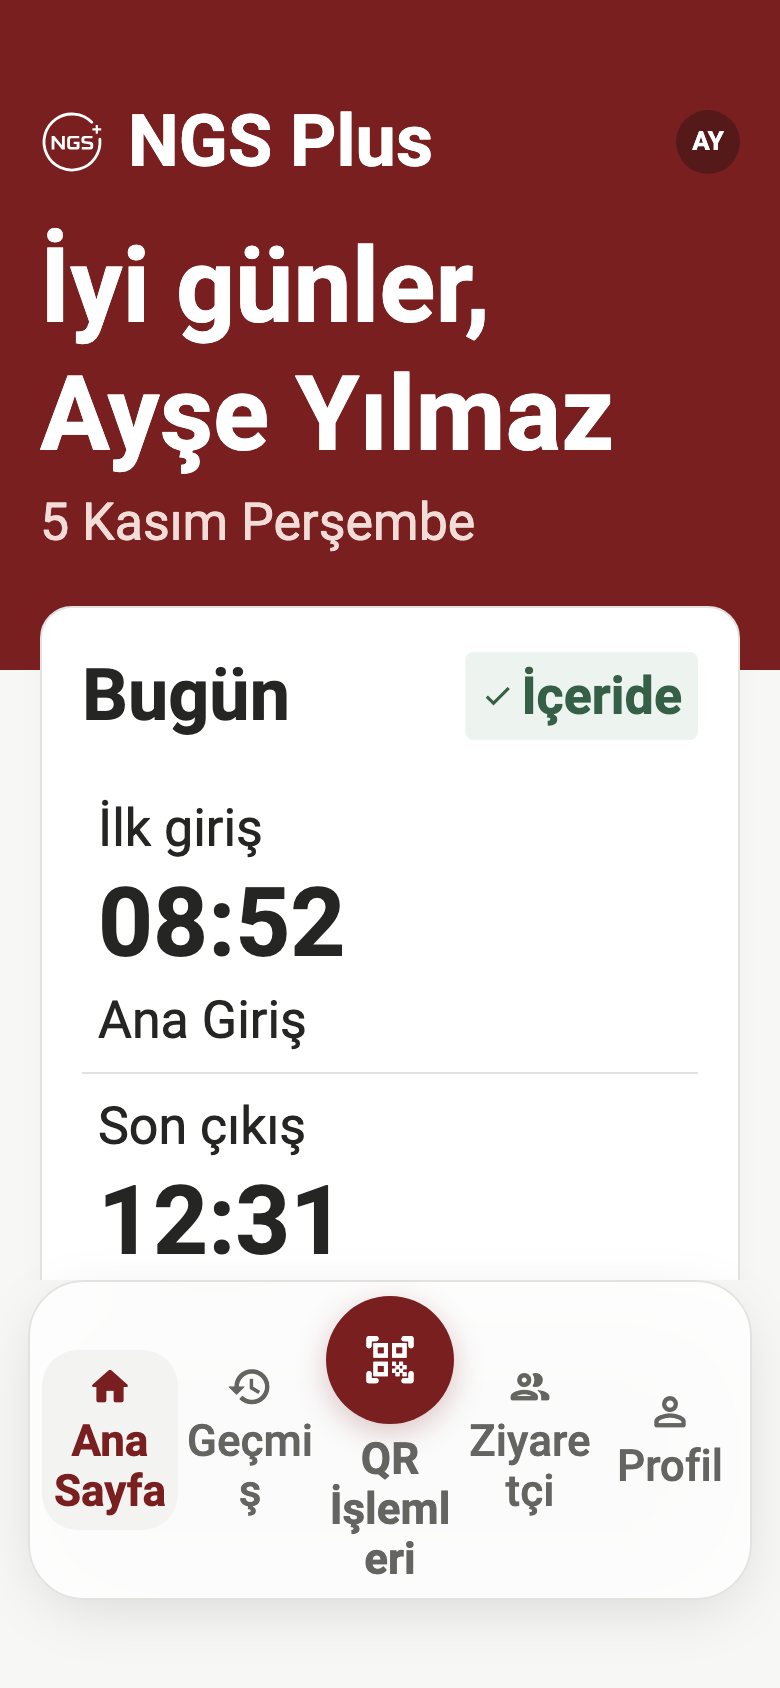 NGS+
NGS Plus
AY
İyi günler,
Ayşe Yılmaz
5 Kasım Perşembe
Bugün
İçeride
İlk giriş
08:52
Ana Giriş
Son çıkış
12:31
Ana
Sayfa
Geçmi
ş
QR
İşleml
eri
Ziyare
tçi
Profil